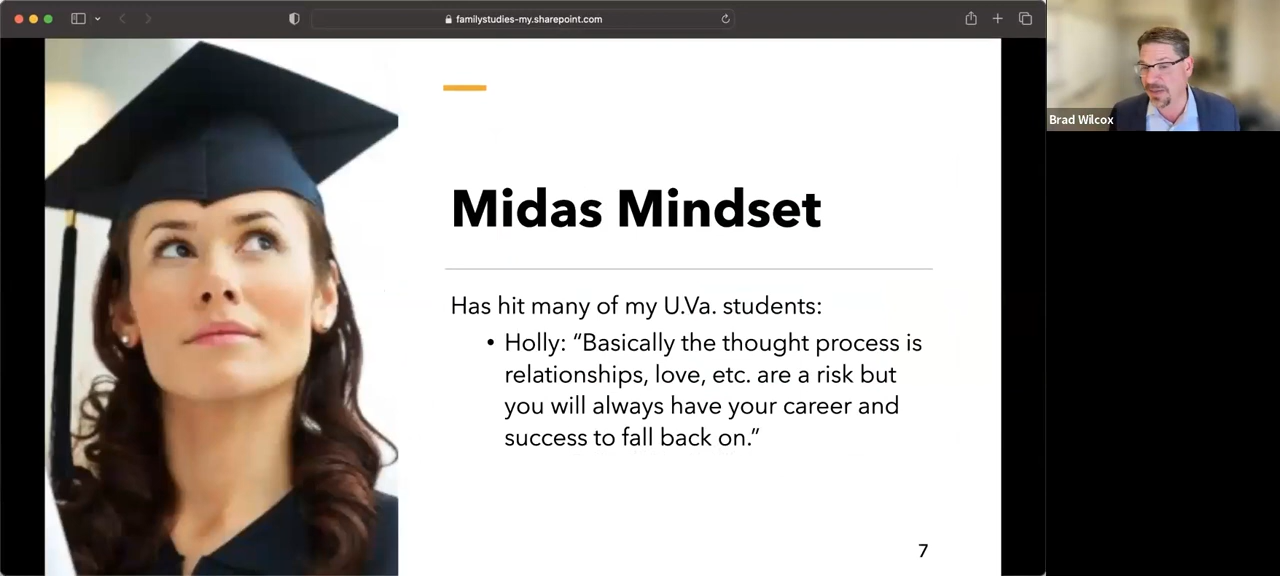 familystudies-my.sharepoint.com
Midas Mindset
Has hit many of my U.Va. students:
• Holly: “Basically the thought process is
relationships, love, etc. are a risk but
you will always have your career and
success to fall back on.”
7
Brad Wilcox